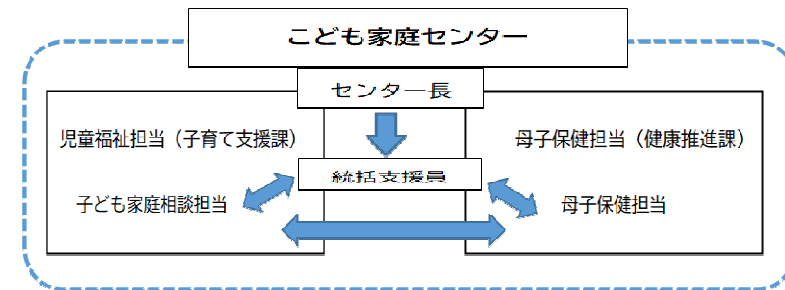 こども家庭センター
センター長
児童福祉担当（子育て支援課）
母子保健担当（健康推進課）
統括支援員
子ども家庭相談担当
母子保健担当